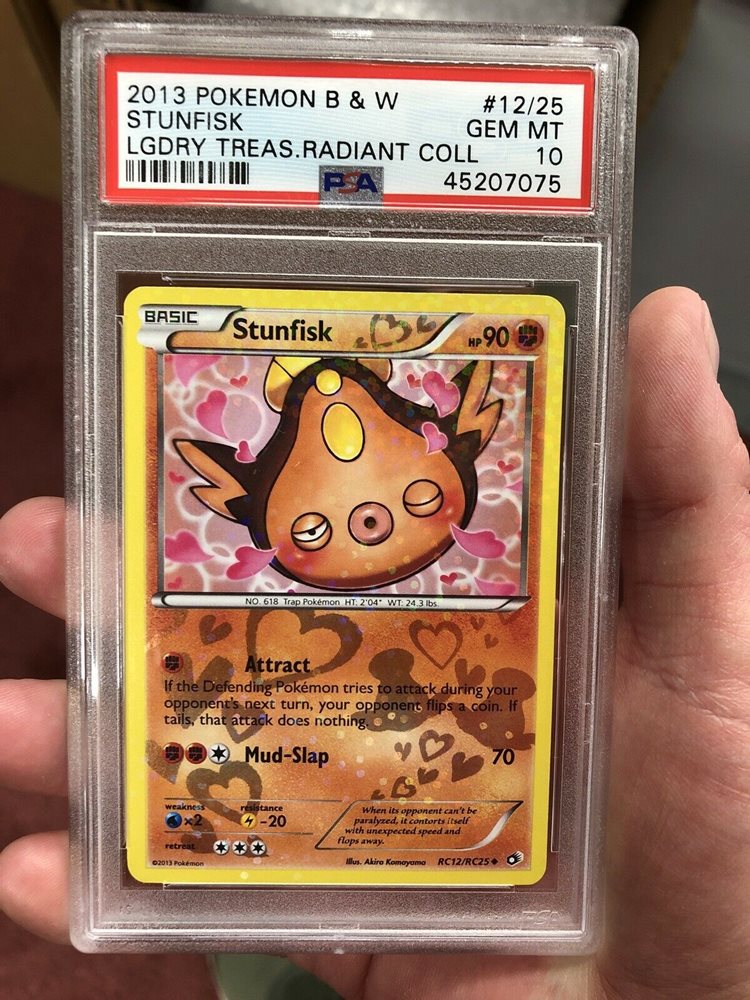 2013 POKEMON B & W #12/25
STUNFISK GEM MT
LGDRY TREAS.RADIANT COLL 10
PSA 45207075
BASIC Stunfisk HP 90
NO. 618 Trap Pokémon HT: 2'04" WT: 24.3 lbs.
Attract
If the Defending Pokémon tries to attack during your
opponent's next turn, your opponent flips a coin. If
tails, that attack does nothing.
Mud-Slap 70
weakness resistance
×2 -20
retreat
When its opponent can't be
paralyzed, it contorts itself
with unexpected speed and
flops away.
©2013 Pokémon Illus. Akira Komayama RC12/RC25
PSA